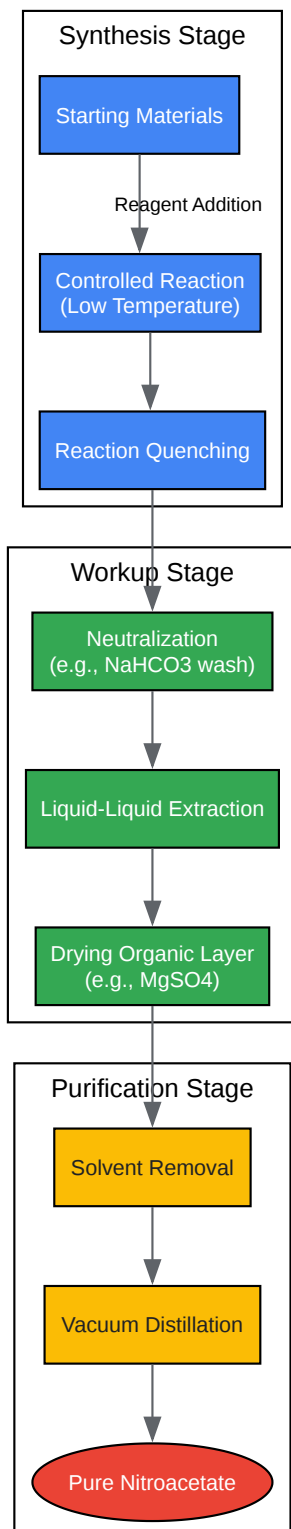 Synthesis Stage
Starting Materials
Reagent Addition
Controlled Reaction
(Low Temperature)
Reaction Quenching
Workup Stage
Neutralization
(e.g., NaHCO3 wash)
Liquid-Liquid Extraction
Drying Organic Layer
(e.g., MgSO4)
Purification Stage
Solvent Removal
Vacuum Distillation
Pure Nitroacetate